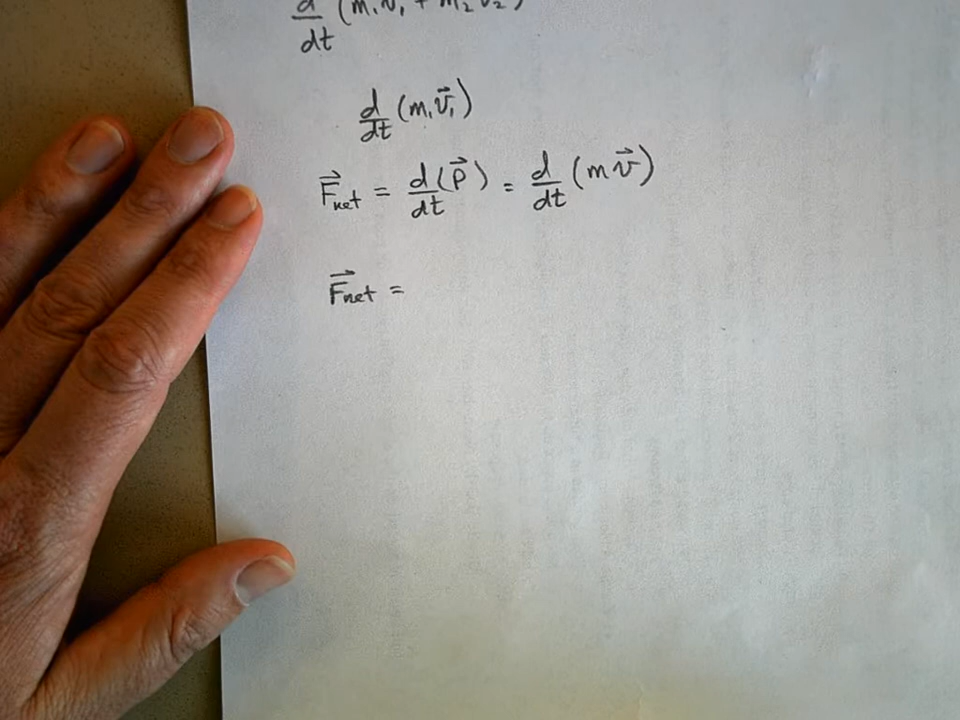 d/dt (m₁v₁ + m₂v₂)
d/dt (m₁v⃗₁)
F⃗net = d(p⃗)/dt = d/dt (mv⃗)
F⃗net =